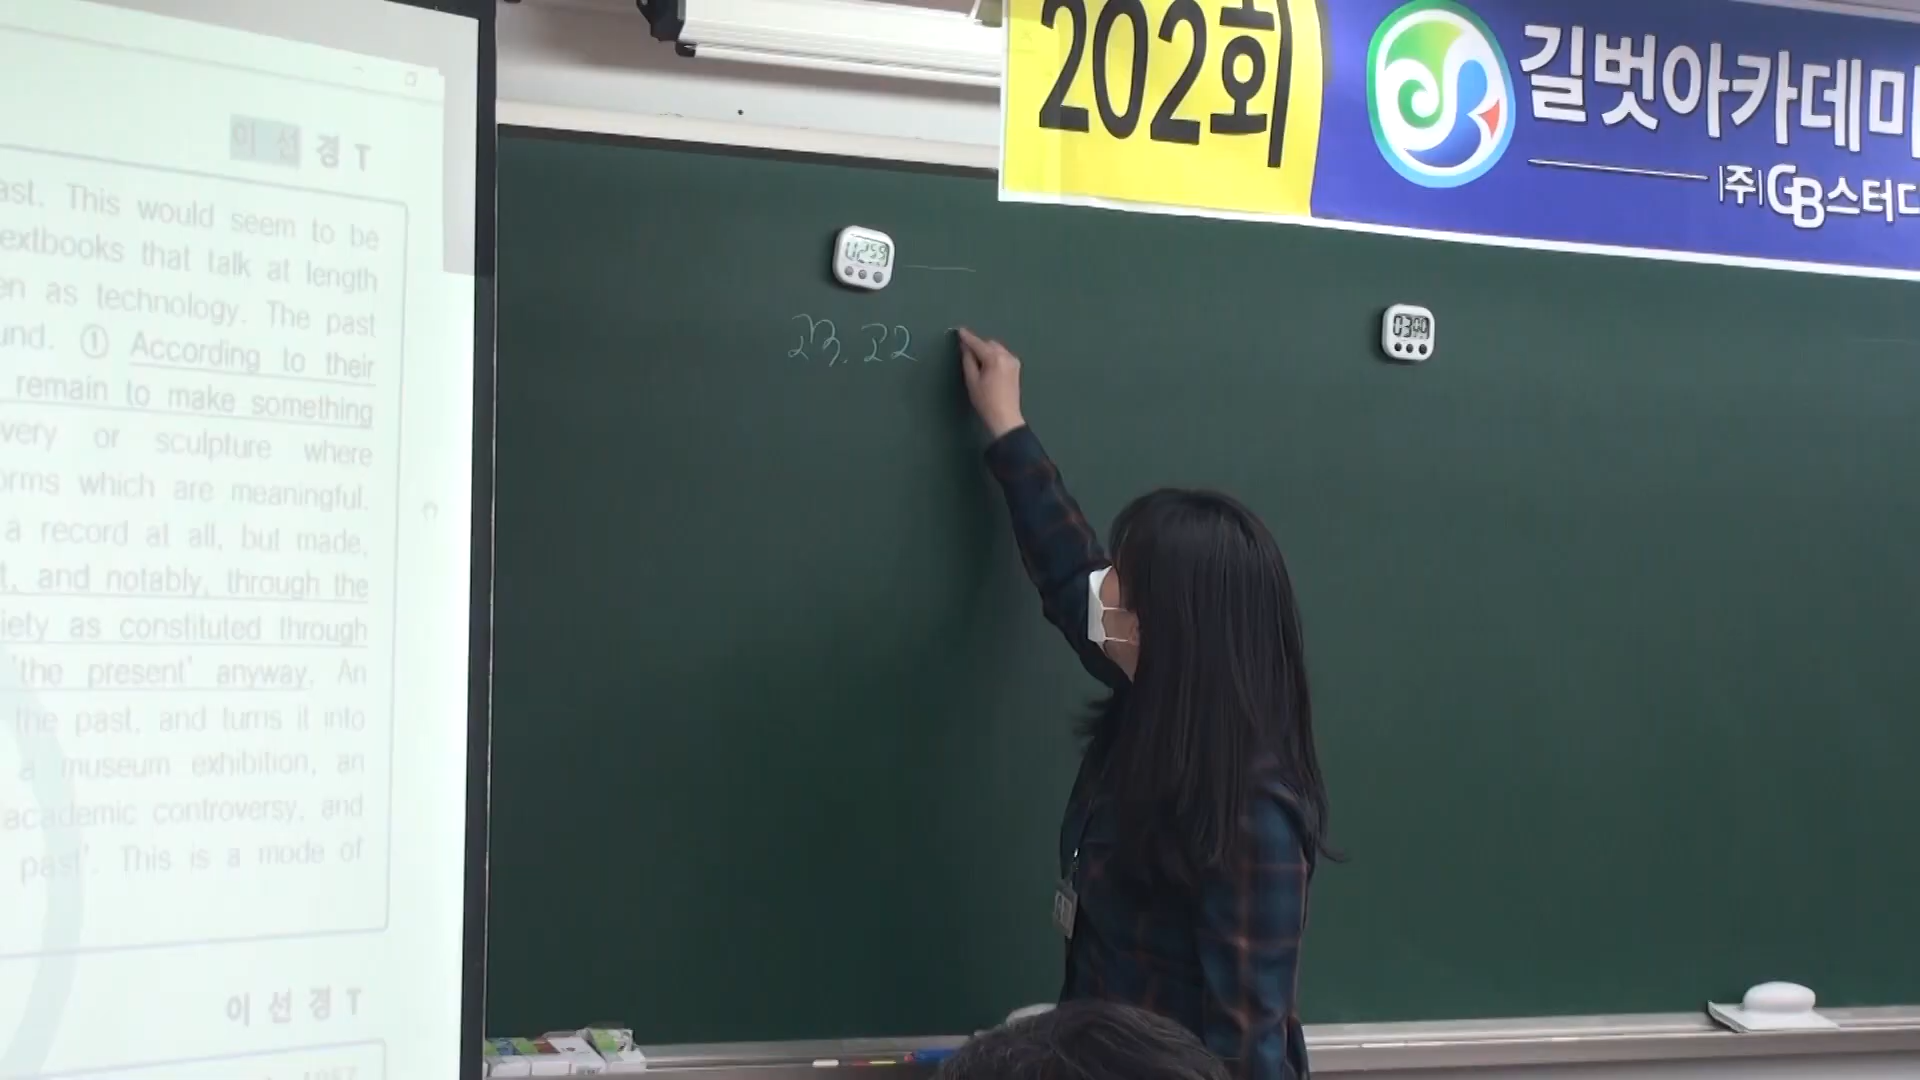 이 선 경 T
ast. This would seem to be
extbooks that talk at length
en as technology. The past
und. ① According to their
remain to make something
very or sculpture where
orms which are meaningful.
a record at all, but made,
t, and notably, through the
iety as constituted through
'the present' anyway. An
the past, and turns it into
a museum exhibition, an
academic controversy, and
past'. This is a mode of
이 선 경 T
202회
길벗아카데미
(주)GB스터디
23. 22
03 00